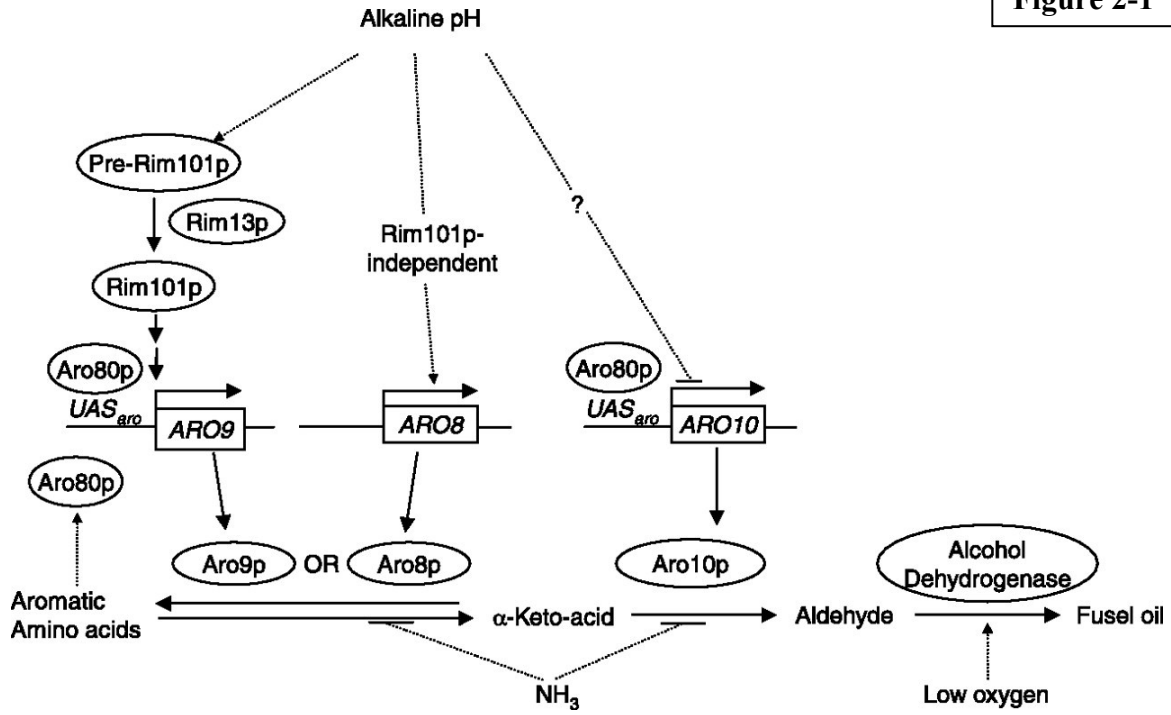 Figure 2-1
Alkaline pH
Pre-Rim101p
Rim13p
?
Rim101p-
independent
Rim101p
Aro80p
UASaro
ARO9
ARO8
Aro80p
UASaro
ARO10
Aro80p
Aro9p OR Aro8p
Aro10p
Alcohol
Dehydrogenase
Aromatic
Amino acids
α-Keto-acid
Aldehyde
Fusel oil
NH3
Low oxygen